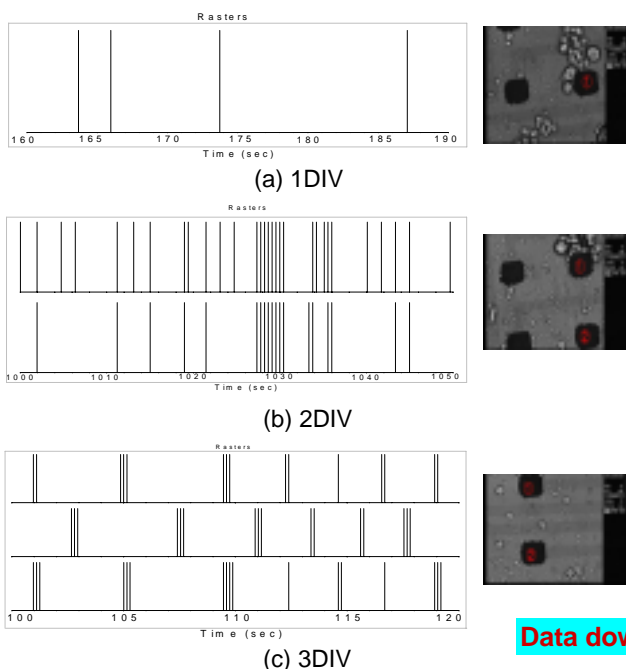 Rasters
160 165 170 175 180 185 190
Time (sec)
(a) 1DIV
Rasters
1000 1010 1020 1030 1040 1050
Time (sec)
(b) 2DIV
Rasters
100 105 110 115 120
Time (sec)
(c) 3DIV
Data dow